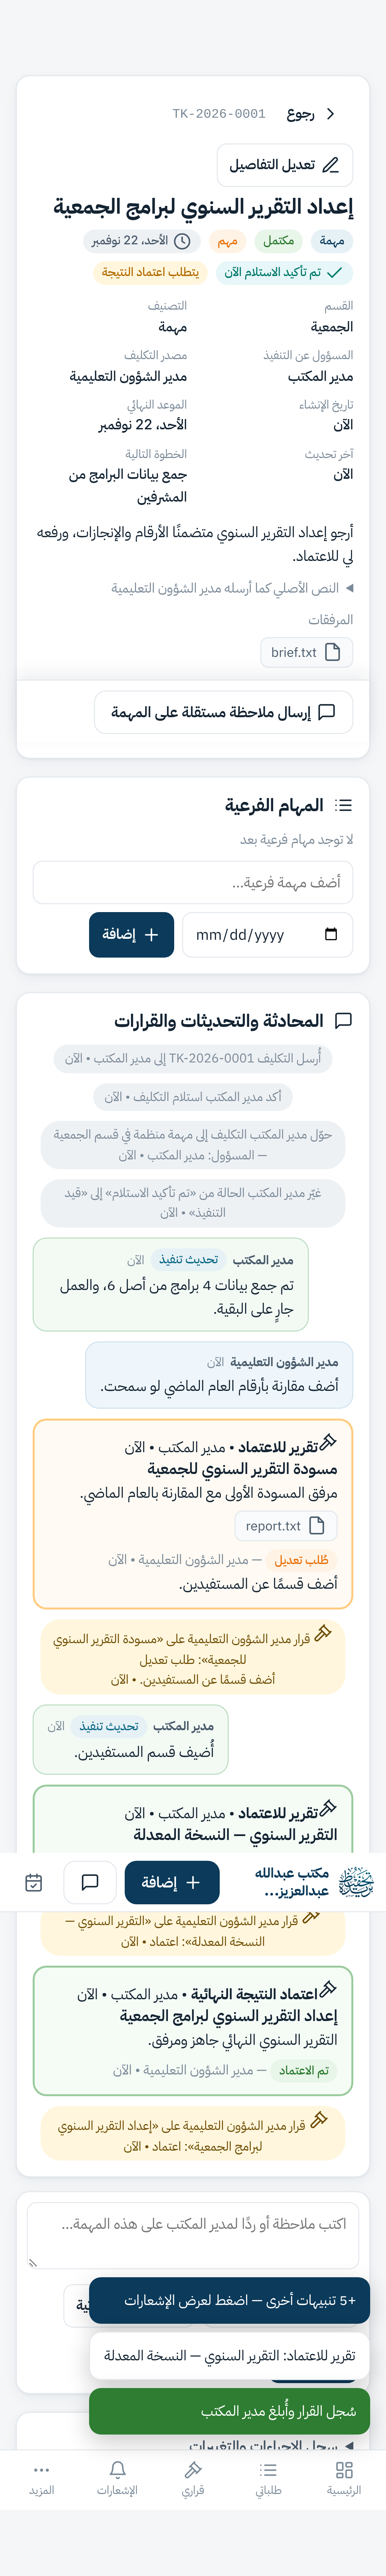 رجوع TK-2026-0001
تعديل التفاصيل
إعداد التقرير السنوي لبرامج الجمعية
مهمة مكتمل مهم الأحد، 22 نوفمبر
تم تأكيد الاستلام الآن يتطلب اعتماد النتيجة
القسم التصنيف
الجمعية مهمة
المسؤول عن التنفيذ مصدر التكليف
مدير المكتب مدير الشؤون التعليمية
تاريخ الإنشاء الموعد النهائي
الآن الأحد، 22 نوفمبر
آخر تحديث الخطوة التالية
الآن جمع بيانات البرامج من
المشرفين
أرجو إعداد التقرير السنوي متضمنًا الأرقام والإنجازات، ورفعه
لي للاعتماد.
النص الأصلي كما أرسله مدير الشؤون التعليمية
المرفقات
brief.txt
إرسال ملاحظة مستقلة على المهمة
المهام الفرعية
لا توجد مهام فرعية بعد
أضف مهمة فرعية...
mm/dd/yyyy إضافة
المحادثة والتحديثات والقرارات
أُرسل التكليف TK-2026-0001 إلى مدير المكتب • الآن
أكد مدير المكتب استلام التكليف • الآن
حوّل مدير المكتب التكليف إلى مهمة منظمة في قسم الجمعية
— المسؤول: مدير المكتب • الآن
غيّر مدير المكتب الحالة من «تم تأكيد الاستلام» إلى «قيد
التنفيذ» • الآن
مدير المكتب تحديث تنفيذ الآن
تم جمع بيانات 4 برامج من أصل 6، والعمل
جارٍ على البقية.
مدير الشؤون التعليمية الآن
أضف مقارنة بأرقام العام الماضي لو سمحت.
تقرير للاعتماد • مدير المكتب • الآن
مسودة التقرير السنوي للجمعية
مرفق المسودة الأولى مع المقارنة بالعام الماضي.
report.txt
طُلب تعديل — مدير الشؤون التعليمية • الآن
أضف قسمًا عن المستفيدين.
قرار مدير الشؤون التعليمية على «مسودة التقرير السنوي
للجمعية»: طلب تعديل
أضف قسمًا عن المستفيدين. • الآن
مدير المكتب تحديث تنفيذ الآن
أُضيف قسم المستفيدين.
تقرير للاعتماد • مدير المكتب • الآن
التقرير السنوي — النسخة المعدلة
مكتب عبدالله
عبدالعزيز... إضافة
قرار مدير الشؤون التعليمية على «التقرير السنوي —
النسخة المعدلة»: اعتماد • الآن
اعتماد النتيجة النهائية • مدير المكتب • الآن
إعداد التقرير السنوي لبرامج الجمعية
التقرير السنوي النهائي جاهز ومرفق.
تم الاعتماد — مدير الشؤون التعليمية • الآن
قرار مدير الشؤون التعليمية على «إعداد التقرير السنوي
لبرامج الجمعية»: اعتماد • الآن
اكتب ملاحظة أو ردًا لمدير المكتب على هذه المهمة...
+5 تنبيهات أخرى — اضغط لعرض الإشعارات
تقرير للاعتماد: التقرير السنوي — النسخة المعدلة
سُجل القرار وأُبلغ مدير المكتب
سجل الإجراءات والتغييرات
الرئيسية طلباتي قراري الإشعارات المزيد